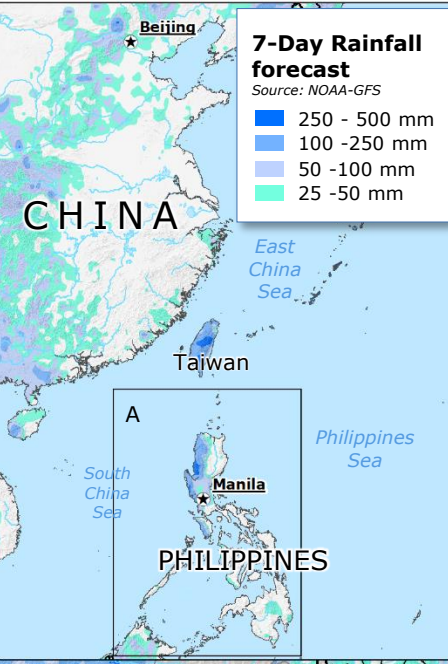 Beijing
7-Day Rainfall
forecast
Source: NOAA-GFS
250 - 500 mm
100 -250 mm
50 -100 mm
25 -50 mm
CHINA
East
China
Sea
Taiwan
A
Philippines
Sea
South
China
Sea
Manila
PHILIPPINES